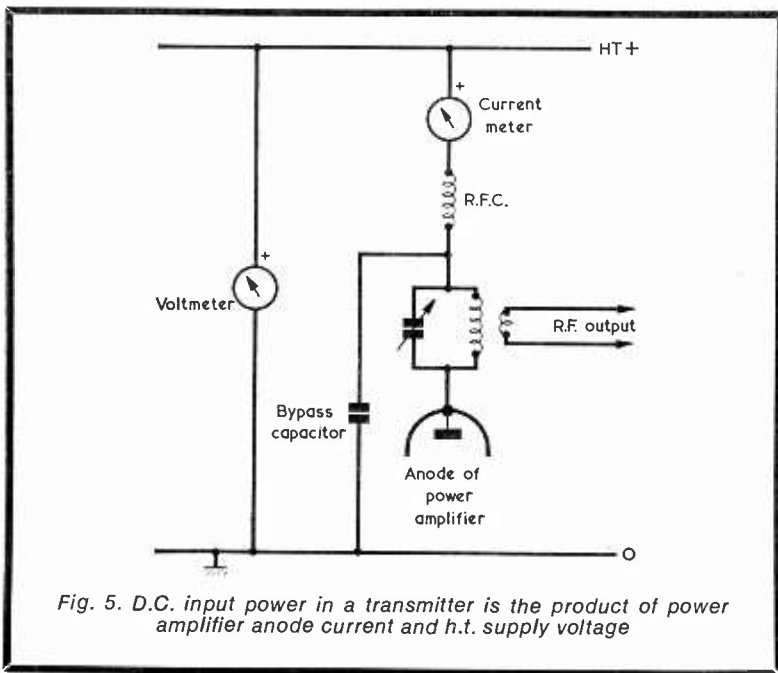 HT+
+
+
Current
meter
R.F.C.
+
Voltmeter
R.F. output
Bypass
capacitor
Anode of
power
amplifier
O
Fig. 5. D.C. input power in a transmitter is the product of power
amplifier anode current and h.t. supply voltage